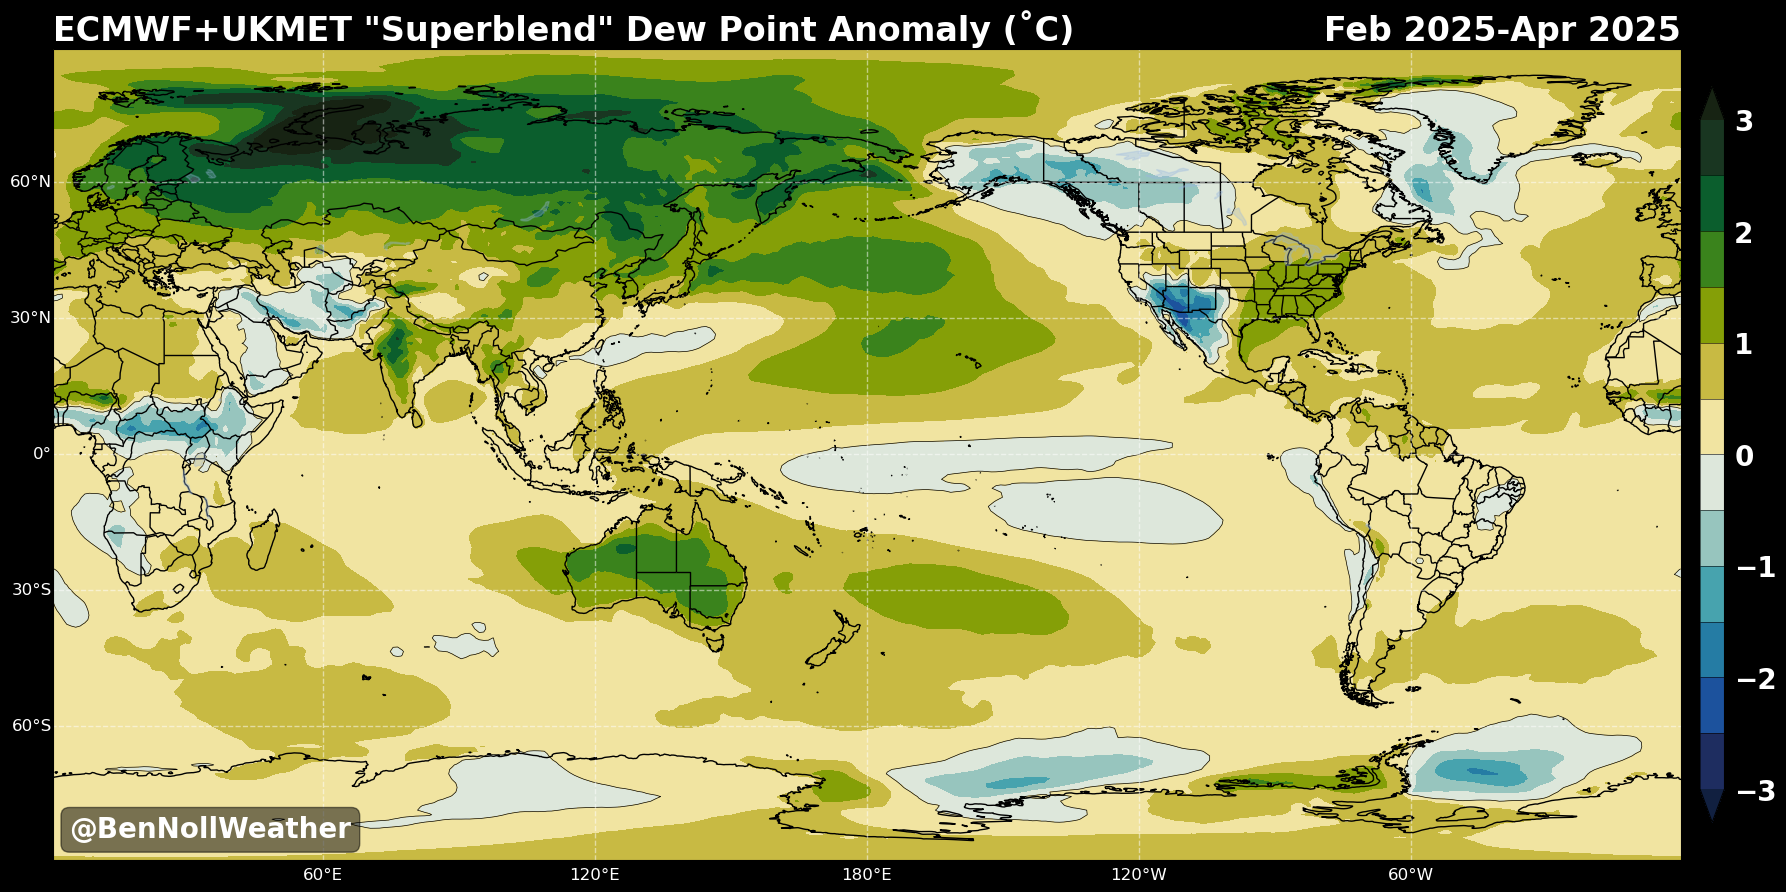 ECMWF+UKMET "Superblend" Dew Point Anomaly (˚C) Feb 2025-Apr 2025
3
60°N
2
30°N
1
0°
0
−1
30°S
−2
60°S
−3
@BenNollWeather
60°E 120°E 180°E 120°W 60°W